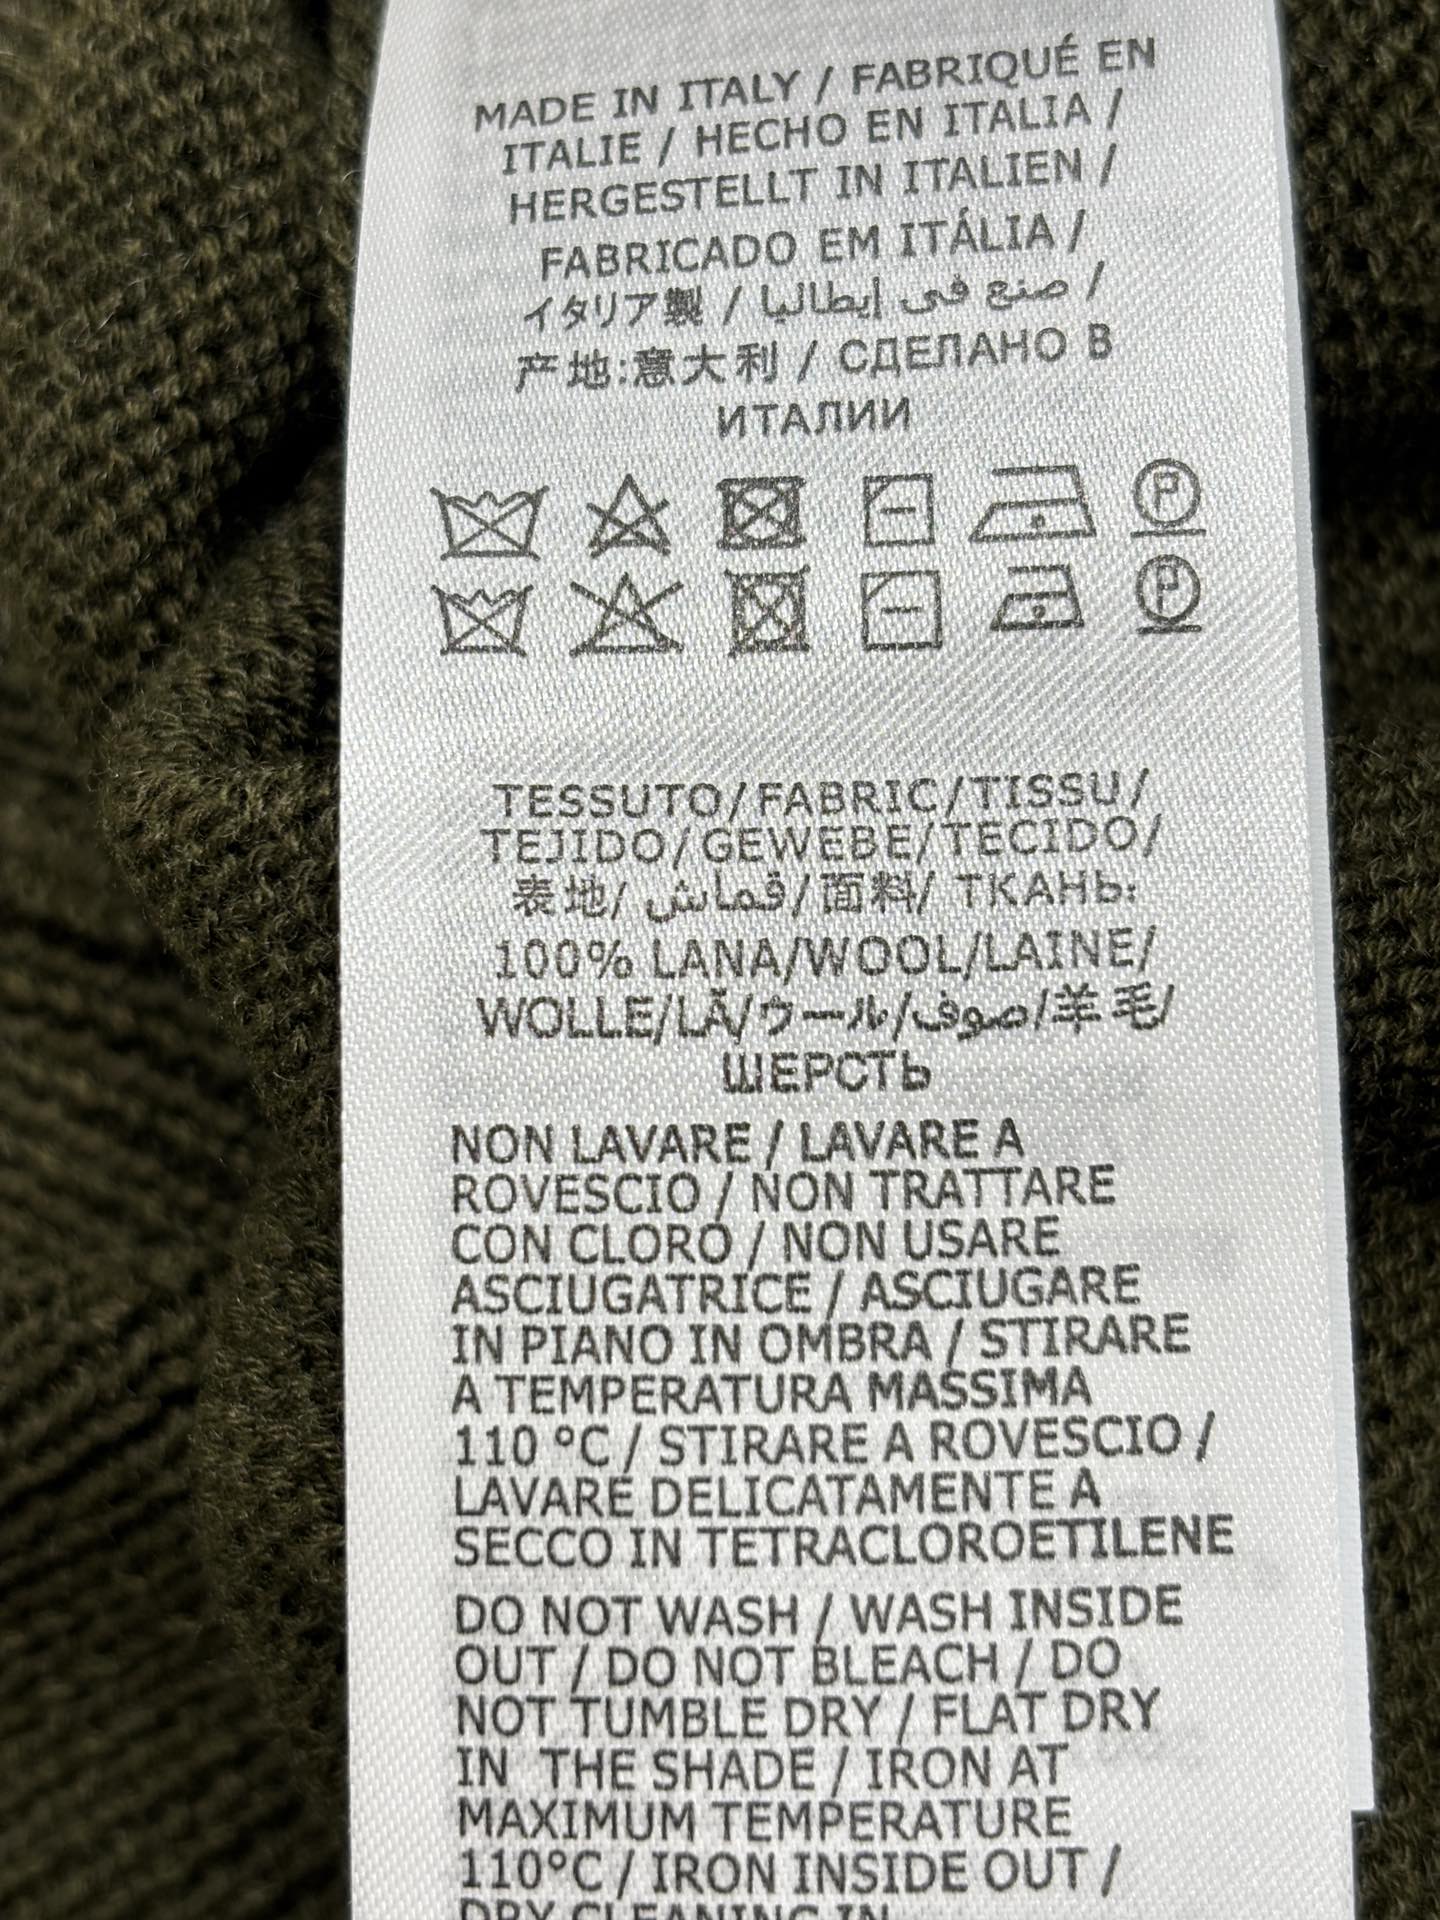 MADE IN ITALY / FABRIQUÉ EN
ITALIE / HECHO EN ITALIA /
HERGESTELLT IN ITALIEN /
FABRICADO EM ITÁLIA /
イタリア製 / صنع في إيطاليا /
产地:意大利 / СДЕЛАНО В
ИТАЛИИ
P
P
TESSUTO/FABRIC/TISSU/
TEJIDO/GEWEBE/TECIDO/
表地/ قماش/面料/ ТКАНЬ:
100% LANA/WOOL/LAINE/
WOLLE/LÃ/ウール/صوف/羊毛/
ШЕРСТЬ
NON LAVARE / LAVARE A
ROVESCIO / NON TRATTARE
CON CLORO / NON USARE
ASCIUGATRICE / ASCIUGARE
IN PIANO IN OMBRA / STIRARE
A TEMPERATURA MASSIMA
110 °C / STIRARE A ROVESCIO /
LAVARE DELICATAMENTE A
SECCO IN TETRACLOROETILENE
DO NOT WASH / WASH INSIDE
OUT / DO NOT BLEACH / DO
NOT TUMBLE DRY / FLAT DRY
IN THE SHADE / IRON AT
MAXIMUM TEMPERATURE
110°C / IRON INSIDE OUT /
DRY CLEANING IN